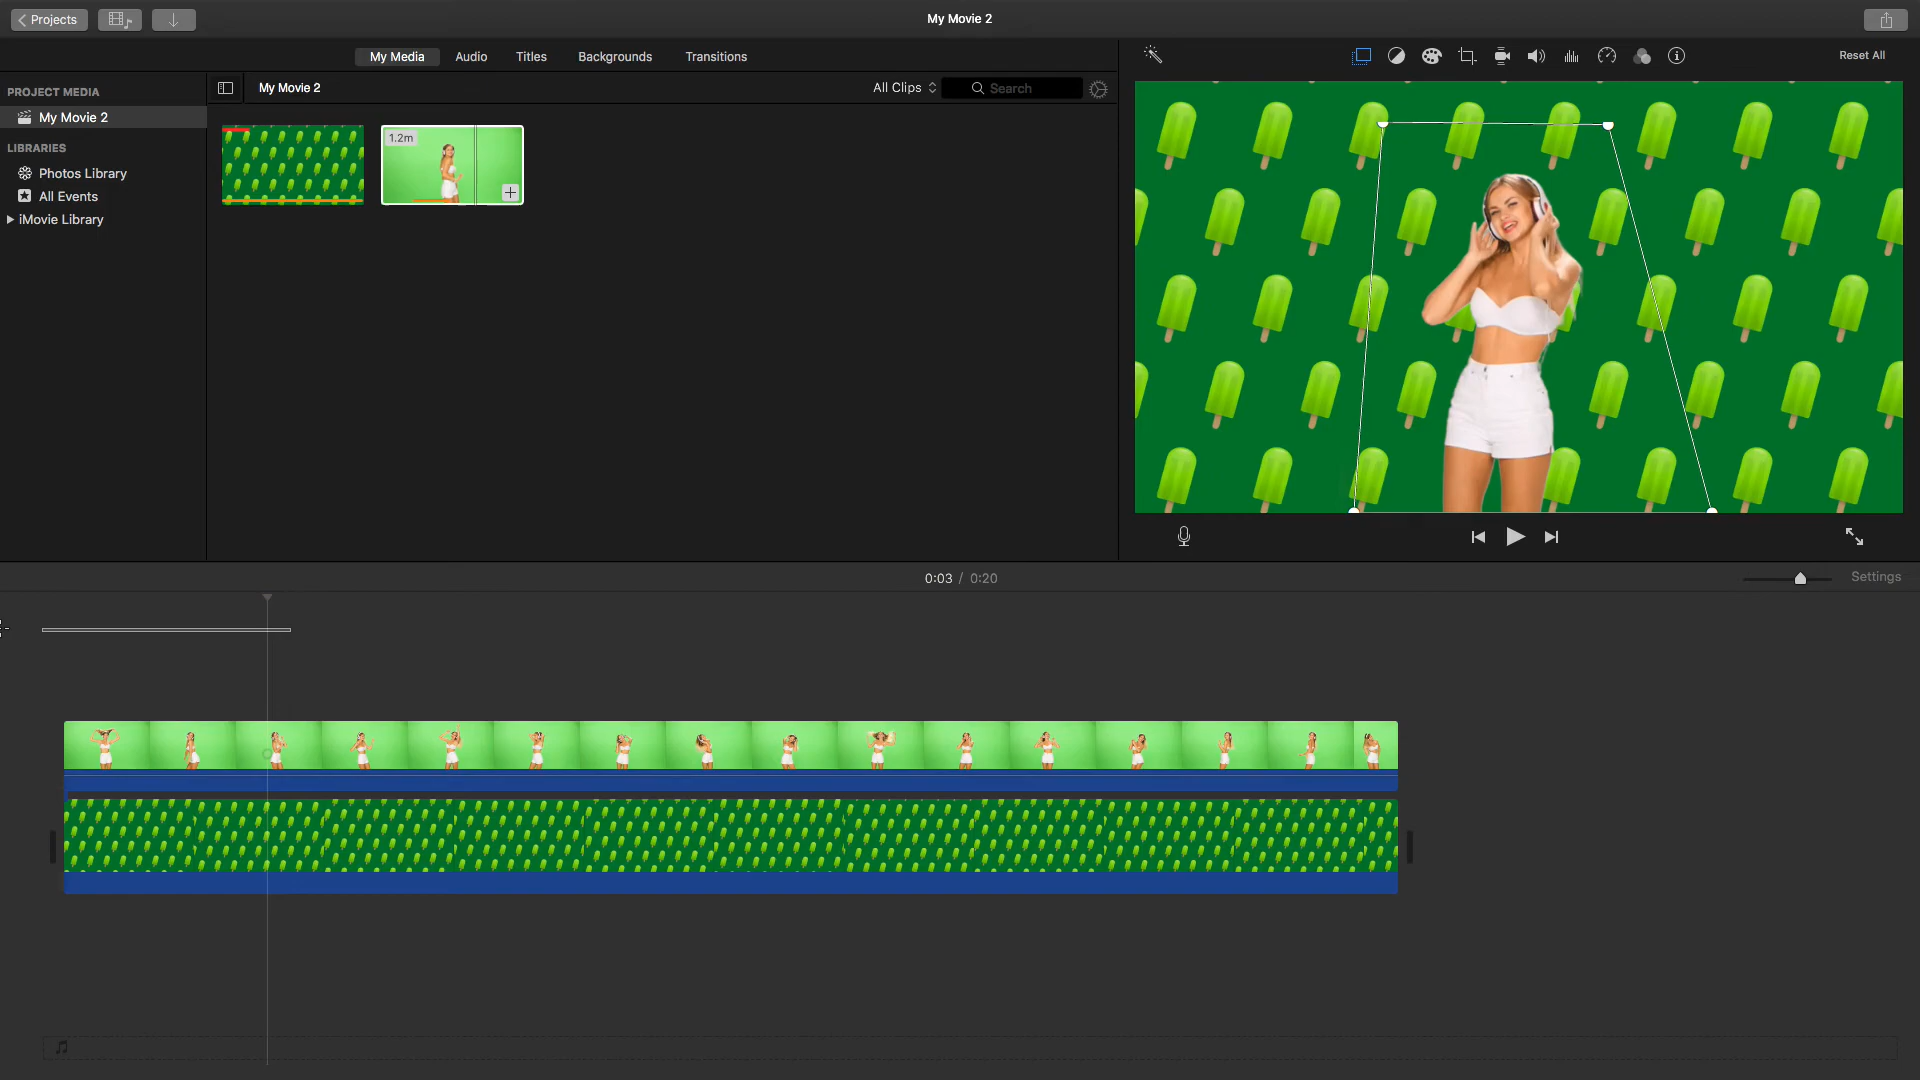 Projects
My Movie 2
My Media
Audio
Titles
Backgrounds
Transitions
Reset All
PROJECT MEDIA
My Movie 2
All Clips
Search
My Movie 2
LIBRARIES
Photos Library
All Events
iMovie Library
1.2m
0:03 / 0:20
Settings